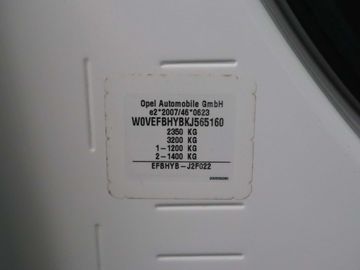 Opel Automobile GmbH
e2*2007/46*0623
W0VEFBHYBKJ565160
2350 KG
3200 KG
1-1200 KG
2-1400 KG
EFBHYB-J2F022